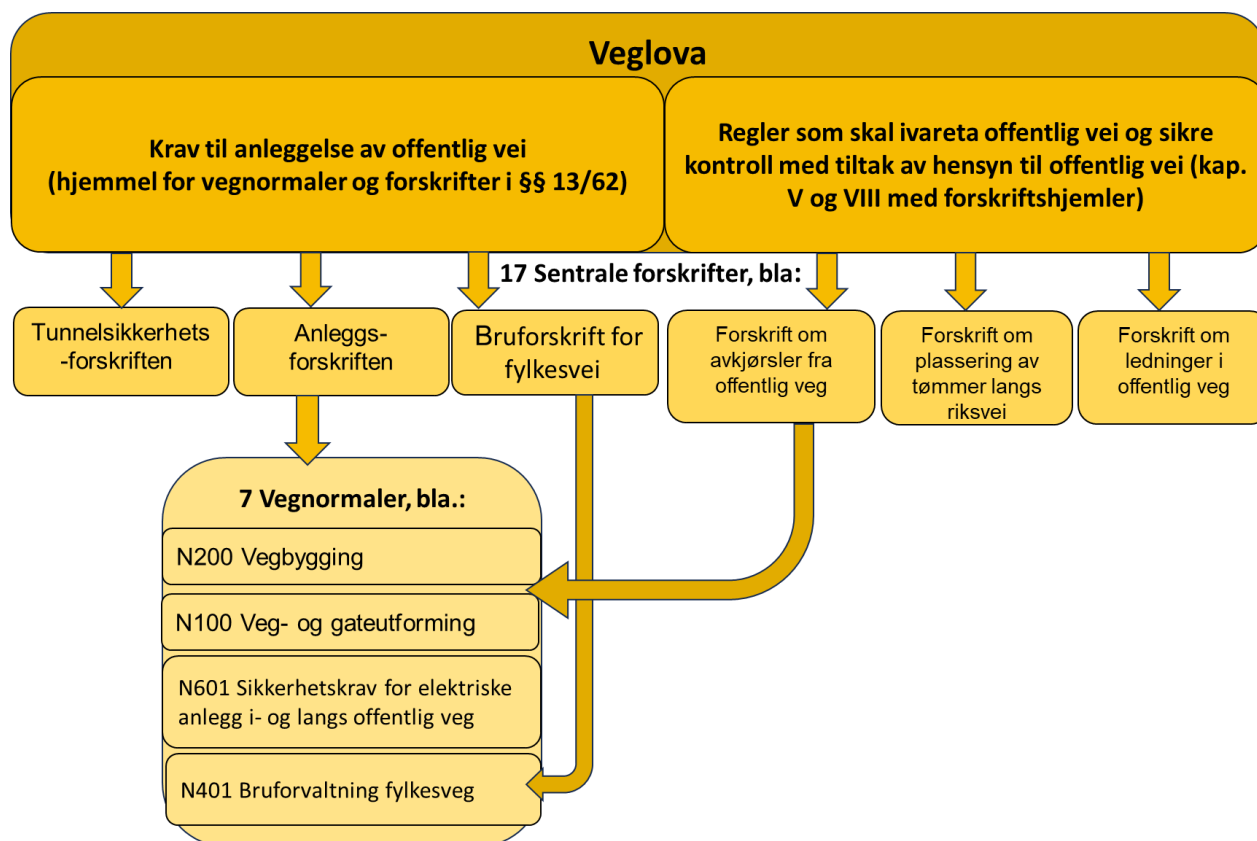 Veglova
Krav til anleggelse av offentlig vei
(hjemmel for vegnormaler og forskrifter i §§ 13/62)
Regler som skal ivareta offentlig vei og sikre
kontroll med tiltak av hensyn til offentlig vei (kap.
V og VIII med forskriftshjemler)
17 Sentrale forskrifter, bla:
Tunnelsikkerhets
-forskriften
Anleggs-
forskriften
Bruforskrift for
fylkesvei
Forskrift om
avkjørsler fra
offentlig veg
Forskrift om
plassering av
tømmer langs
riksvei
Forskrift om
ledninger i
offentlig veg
7 Vegnormaler, bla.:
N200 Vegbygging
N100 Veg- og gateutforming
N601 Sikkerhetskrav for elektriske
anlegg i- og langs offentlig veg
N401 Bruforvaltning fylkesveg